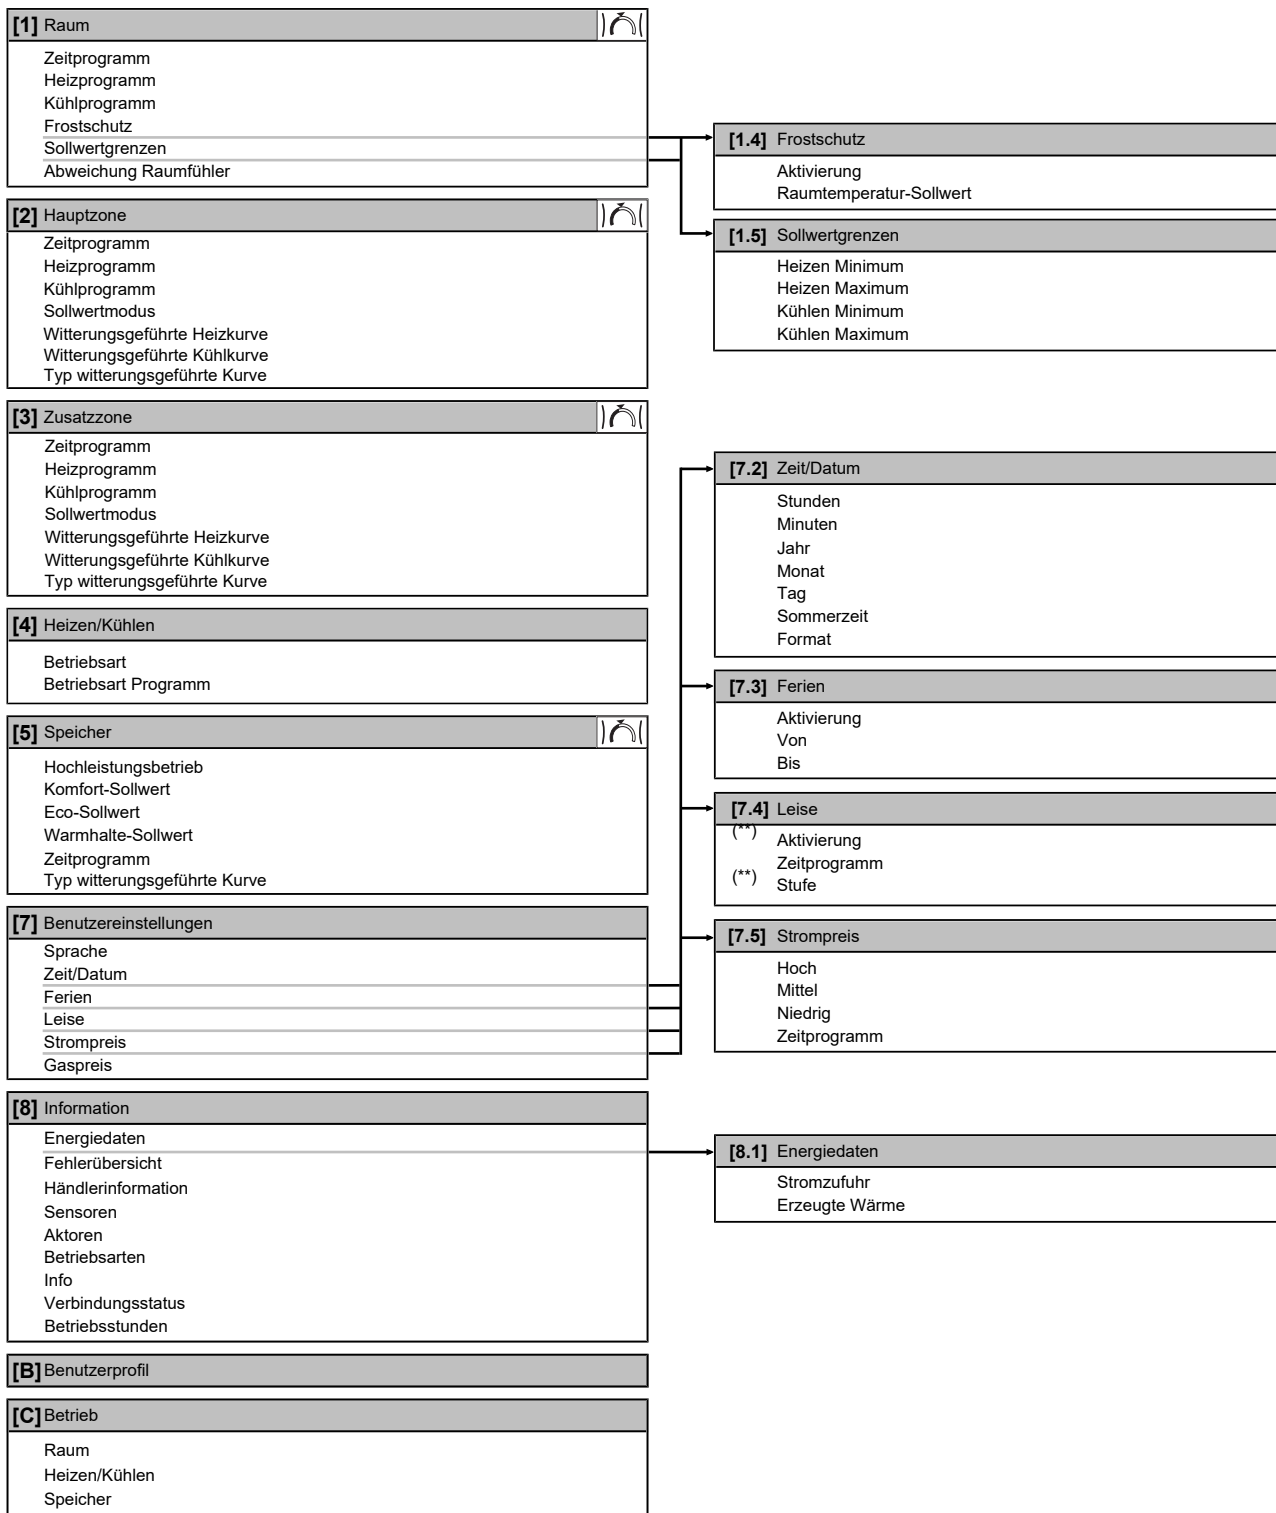 [1] Raum
Zeitprogramm
Heizprogramm
Kühlprogramm
Frostschutz
Sollwertgrenzen
Abweichung Raumfühler
[2] Hauptzone
Zeitprogramm
Heizprogramm
Kühlprogramm
Sollwertmodus
Witterungsgeführte Heizkurve
Witterungsgeführte Kühlkurve
Typ witterungsgeführte Kurve
[3] Zusatzzone
Zeitprogramm
Heizprogramm
Kühlprogramm
Sollwertmodus
Witterungsgeführte Heizkurve
Witterungsgeführte Kühlkurve
Typ witterungsgeführte Kurve
[4] Heizen/Kühlen
Betriebsart
Betriebsart Programm
[5] Speicher
Hochleistungsbetrieb
Komfort-Sollwert
Eco-Sollwert
Warmhalte-Sollwert
Zeitprogramm
Typ witterungsgeführte Kurve
[7] Benutzereinstellungen
Sprache
Zeit/Datum
Ferien
Leise
Strompreis
Gaspreis
[8] Information
Energiedaten
Fehlerübersicht
Händlerinformation
Sensoren
Aktoren
Betriebsarten
Info
Verbindungsstatus
Betriebsstunden
[B] Benutzerprofil
[C] Betrieb
Raum
Heizen/Kühlen
Speicher
[1.4] Frostschutz
Aktivierung
Raumtemperatur-Sollwert
[1.5] Sollwertgrenzen
Heizen Minimum
Heizen Maximum
Kühlen Minimum
Kühlen Maximum
[7.2] Zeit/Datum
Stunden
Minuten
Jahr
Monat
Tag
Sommerzeit
Format
[7.3] Ferien
Aktivierung
Von
Bis
[7.4] Leise
(**) Aktivierung
Zeitprogramm
(**) Stufe
[7.5] Strompreis
Hoch
Mittel
Niedrig
Zeitprogramm
[8.1] Energiedaten
Stromzufuhr
Erzeugte Wärme